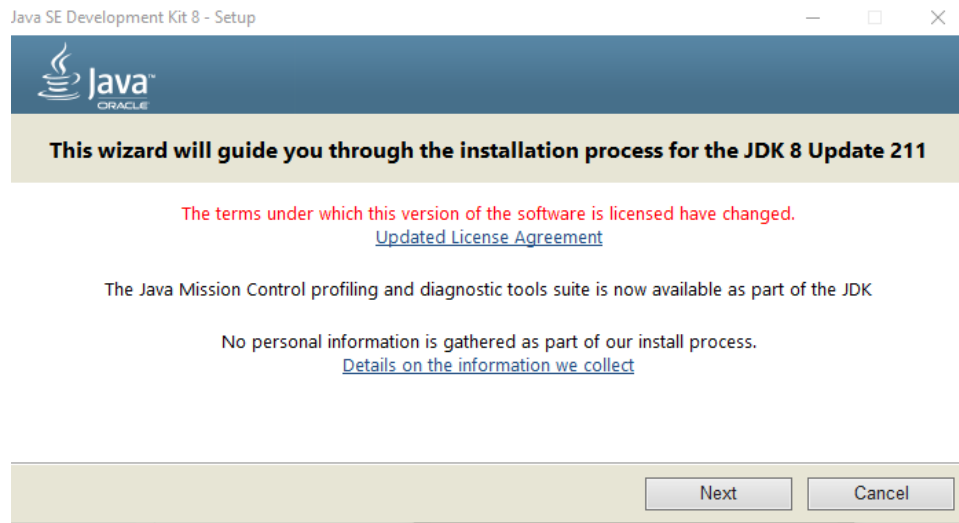 Java SE Development Kit 8 - Setup
Java™
ORACLE
This wizard will guide you through the installation process for the JDK 8 Update 211
The terms under which this version of the software is licensed have changed.
Updated License Agreement
The Java Mission Control profiling and diagnostic tools suite is now available as part of the JDK
No personal information is gathered as part of our install process.
Details on the information we collect
Next
Cancel